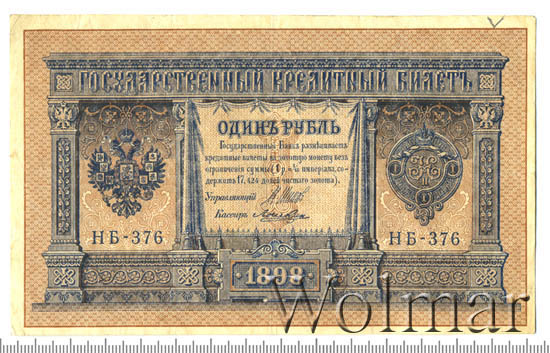 ГОСУДАРСТВЕННЫЙ КРЕДИТНЫЙ БИЛЕТЪ
ОДИНЪ РУБЛЬ
Государственный Банкъ размѣниваетъ
кредитные билеты на золотую монету безъ
ограниченія суммы (1 р. = 1/15 имперіала, со-
держитъ 17,424 долей чистаго золота).
Управляющій
Кассиръ
НБ-376
НБ-376
1898
Wolmar